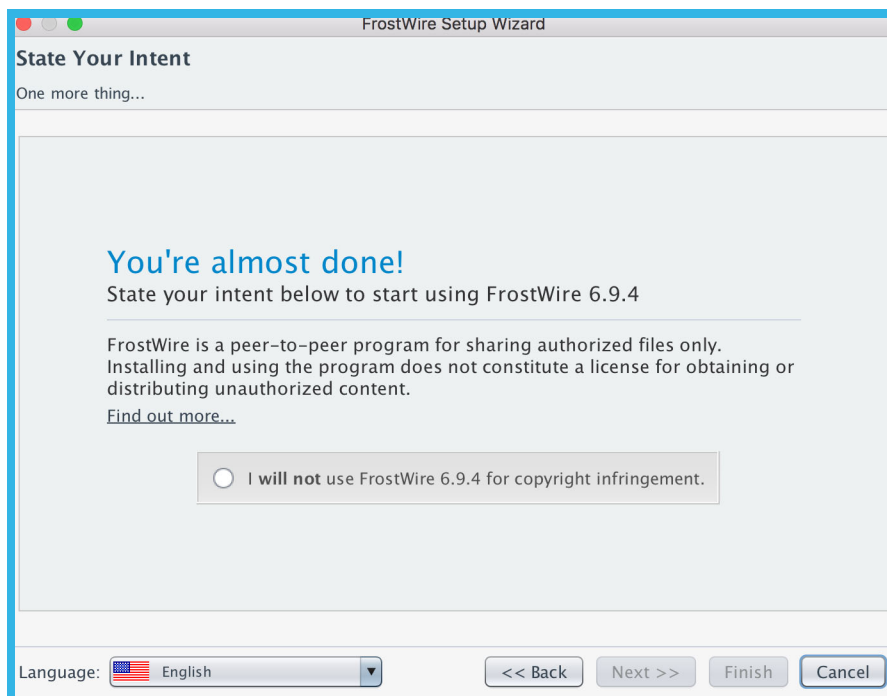 FrostWire Setup Wizard
State Your Intent
One more thing...
You're almost done!
State your intent below to start using FrostWire 6.9.4
FrostWire is a peer-to-peer program for sharing authorized files only.
Installing and using the program does not constitute a license for obtaining or
distributing unauthorized content.
Find out more...
I will not use FrostWire 6.9.4 for copyright infringement.
Language: English << Back Next >> Finish Cancel